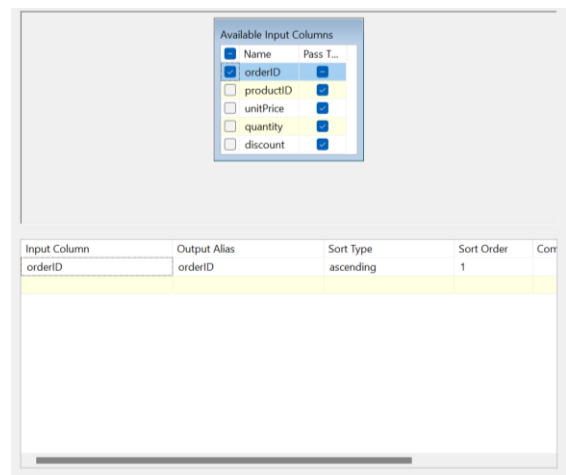 Available Input Columns
Name Pass T...
orderID
productID
unitPrice
quantity
discount
Input Column Output Alias Sort Type Sort Order Com
orderID orderID ascending 1